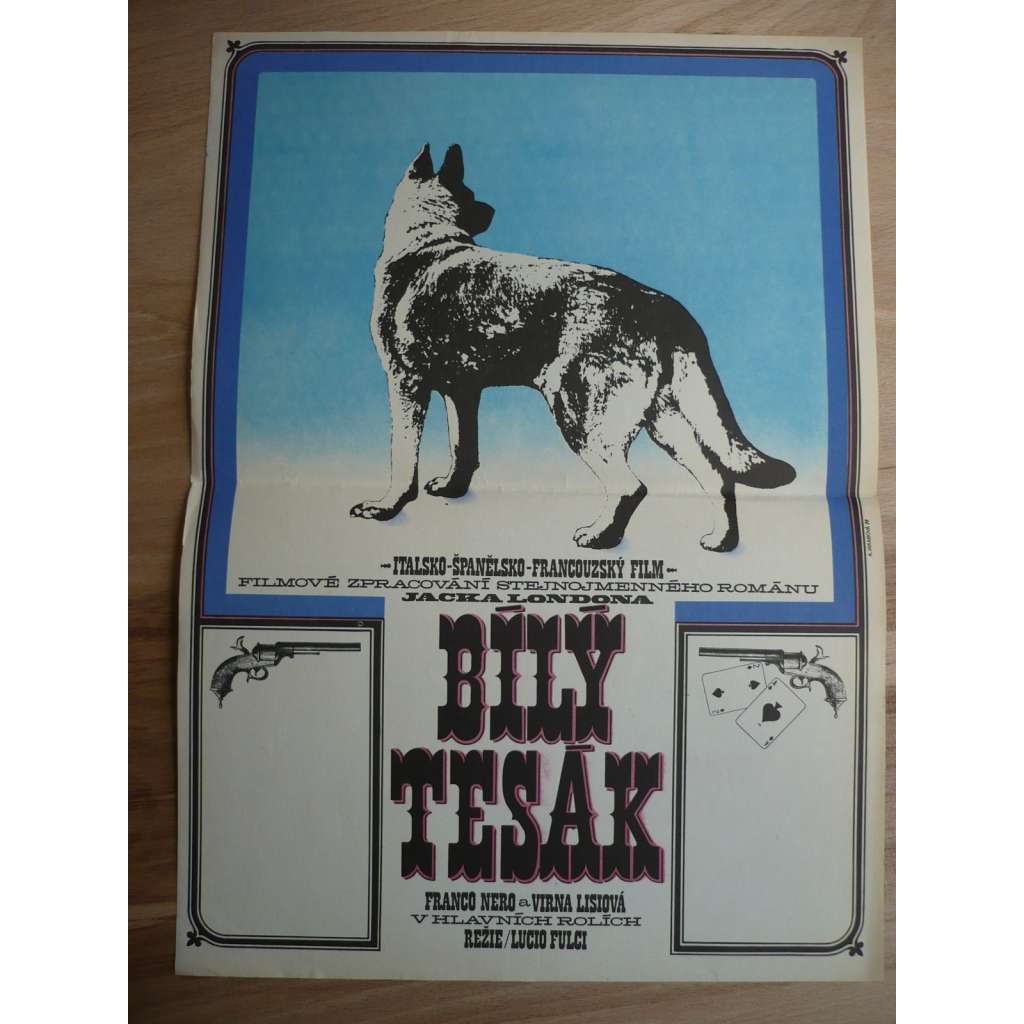 ITALSKO-ŠPANĚLSKO-FRANCOUZSKÝ FILM
FILMOVÉ ZPRACOVÁNÍ STEJNOJMENNÉHO ROMÁNU
JACKA LONDONA
BÍLÝ
TESÁK
FRANCO NERO a VIRNA LISIOVÁ
V HLAVNÍCH ROLÍCH
REŽIE/LUCIO FULCI